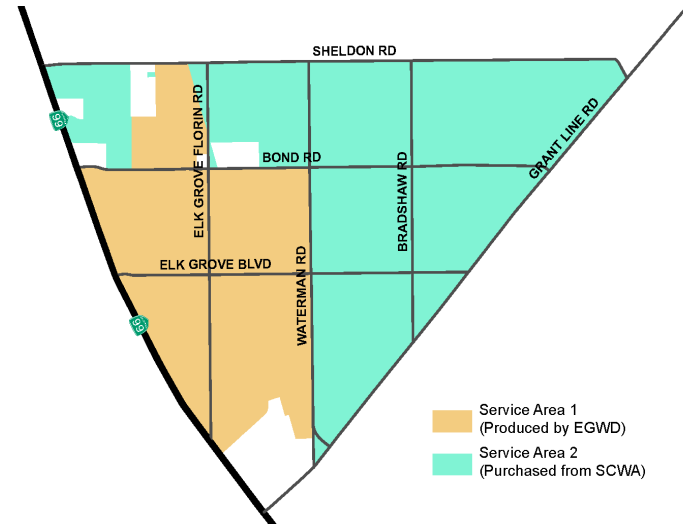 SHELDON RD
99
ELK GROVE FLORIN RD
BOND RD
GRANT LINE RD
BRADSHAW RD
ELK GROVE BLVD
WATERMAN RD
99
Service Area 1
(Produced by EGWD)
Service Area 2
(Purchased from SCWA)